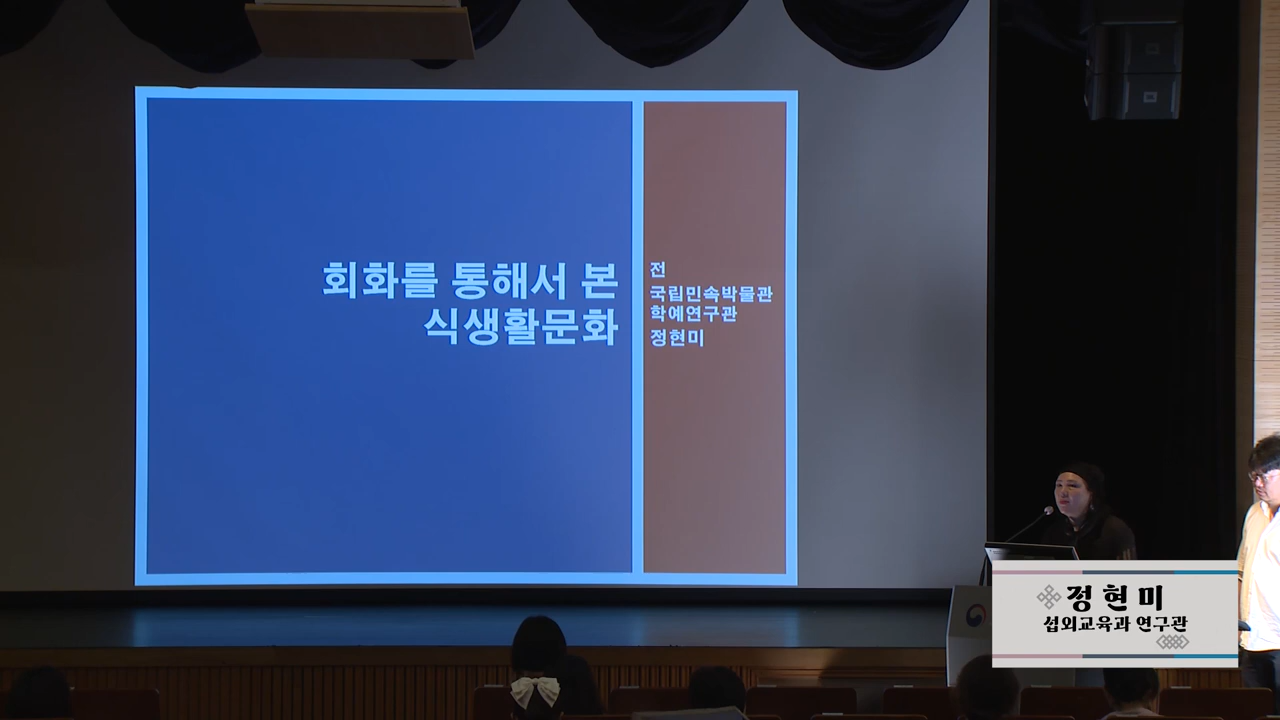 회화를 통해서 본
식생활문화
전
국립민속박물관
학예연구관
정현미
정현미
섭외교육과 연구관